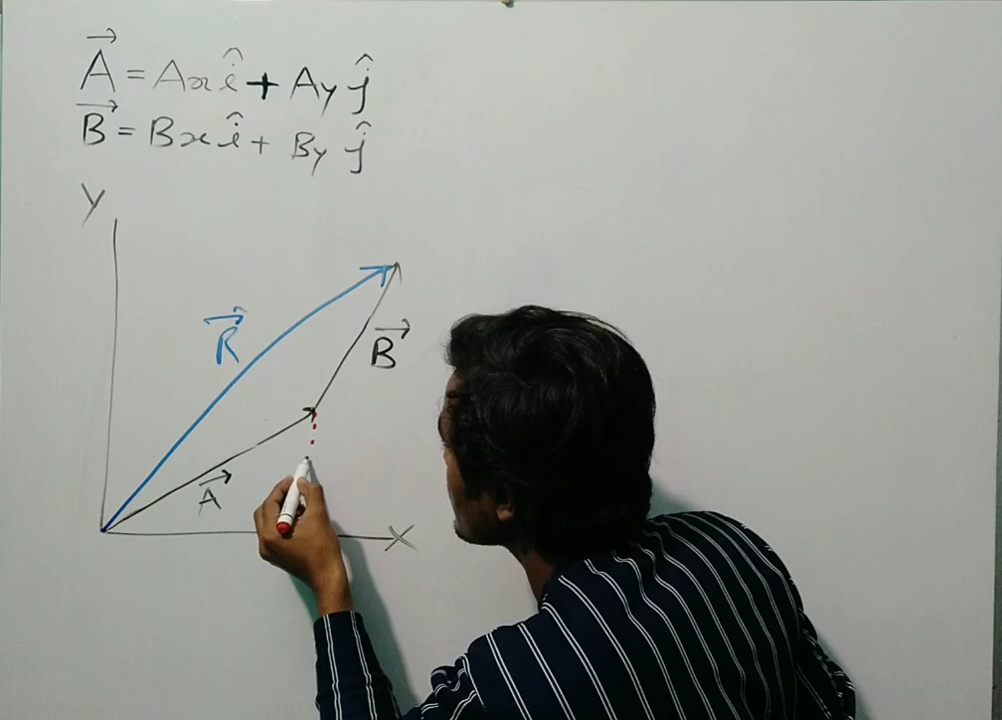 A⃗ = Ax î + Ay ĵ
B⃗ = Bx î + By ĵ
Y
R⃗
B⃗
A⃗
X